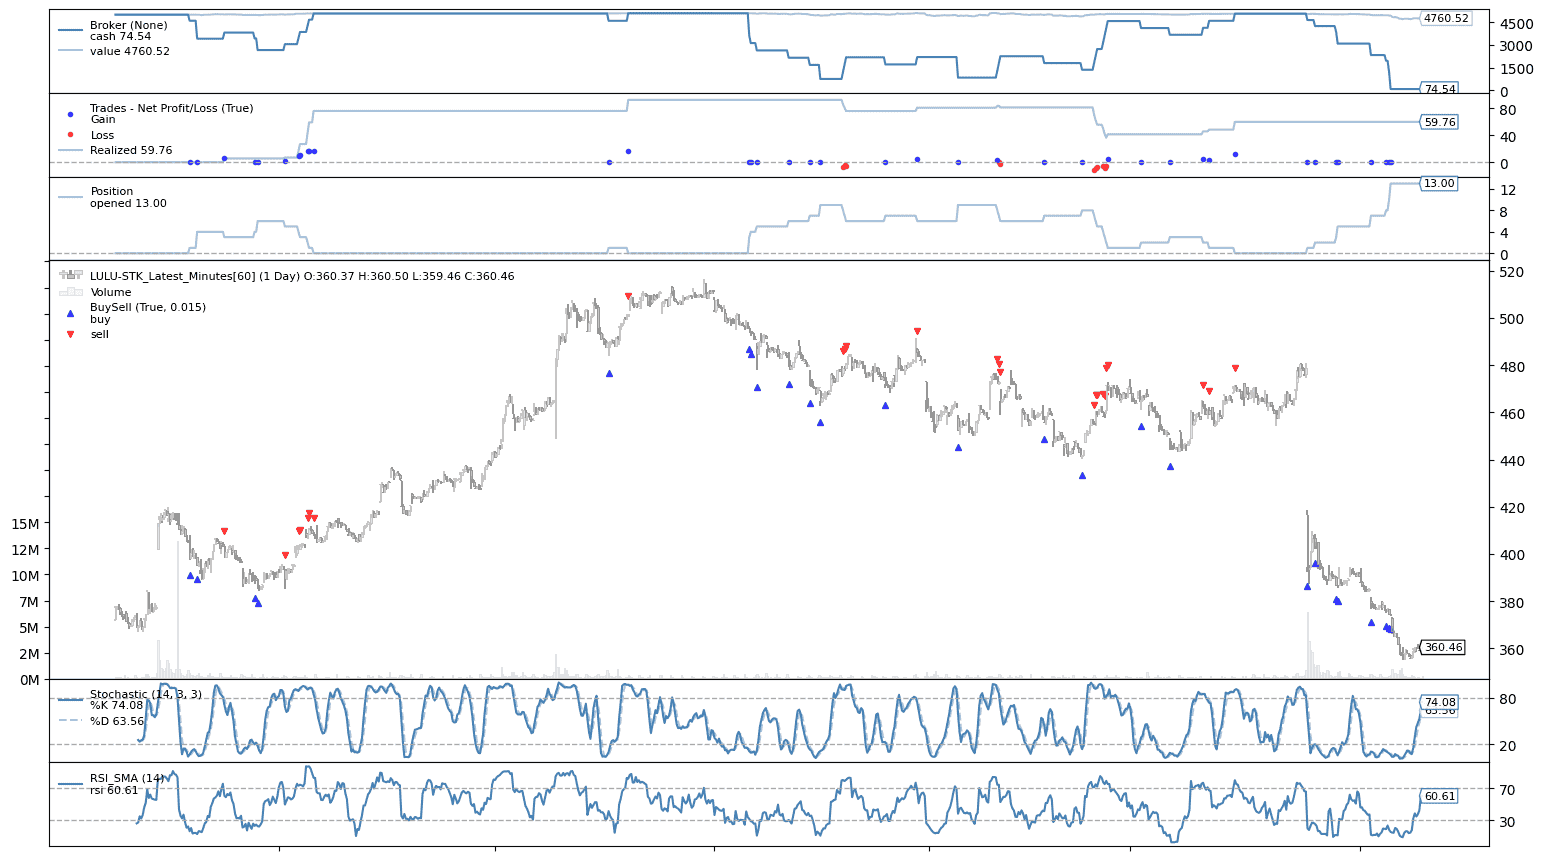 Broker (None)
cash 74.54
value 4760.52
4760.52
4500
3000
1500
0
74.54
Trades - Net Profit/Loss (True)
Gain
Loss
Realized 59.76
80
59.76
40
0
Position
opened 13.00
13.00
12
8
4
0
LULU-STK_Latest_Minutes[60] (1 Day) O:360.37 H:360.50 L:359.46 C:360.46
Volume
BuySell (True, 0.015)
buy
sell
520
500
480
460
440
420
400
380
360
360.46
15M
12M
10M
7M
5M
2M
0M
Stochastic (14, 3, 3)
%K 74.08
%D 63.56
80
74.08
63.56
20
RSI_SMA (14)
rsi 60.61
70
60.61
30